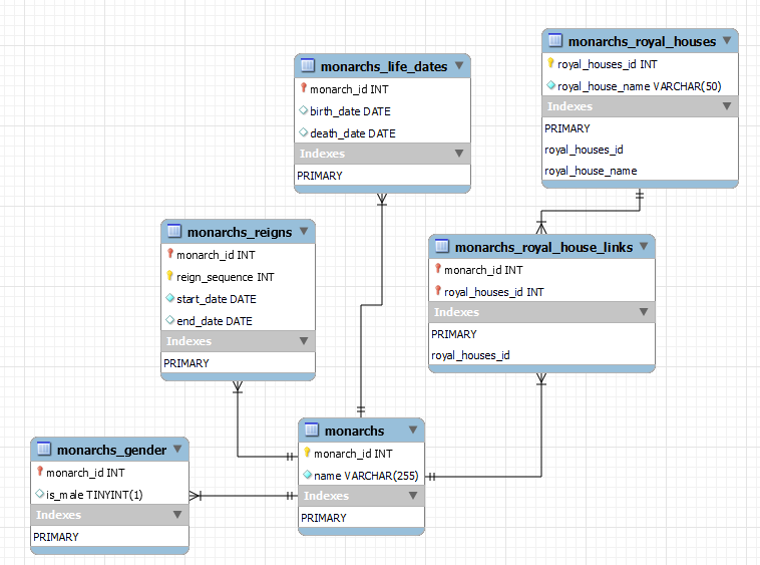 monarchs_royal_houses
royal_houses_id INT
royal_house_name VARCHAR(50)
Indexes
PRIMARY
royal_houses_id
royal_house_name
monarchs_life_dates
monarch_id INT
birth_date DATE
death_date DATE
Indexes
PRIMARY
monarchs_reigns
monarch_id INT
reign_sequence INT
start_date DATE
end_date DATE
Indexes
PRIMARY
monarchs_royal_house_links
monarch_id INT
royal_houses_id INT
Indexes
PRIMARY
royal_houses_id
monarchs
monarch_id INT
name VARCHAR(255)
Indexes
PRIMARY
monarchs_gender
monarch_id INT
is_male TINYINT(1)
Indexes
PRIMARY